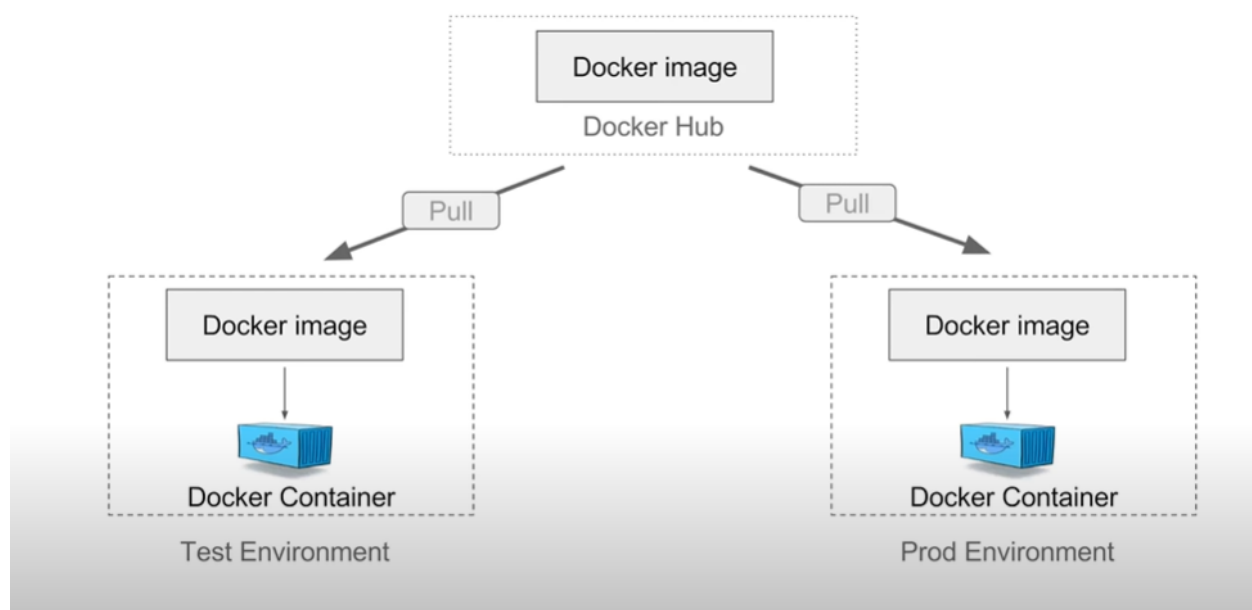 Docker image
Docker Hub
Pull
Pull
Docker image
Docker image
Docker Container
Docker Container
Test Environment
Prod Environment